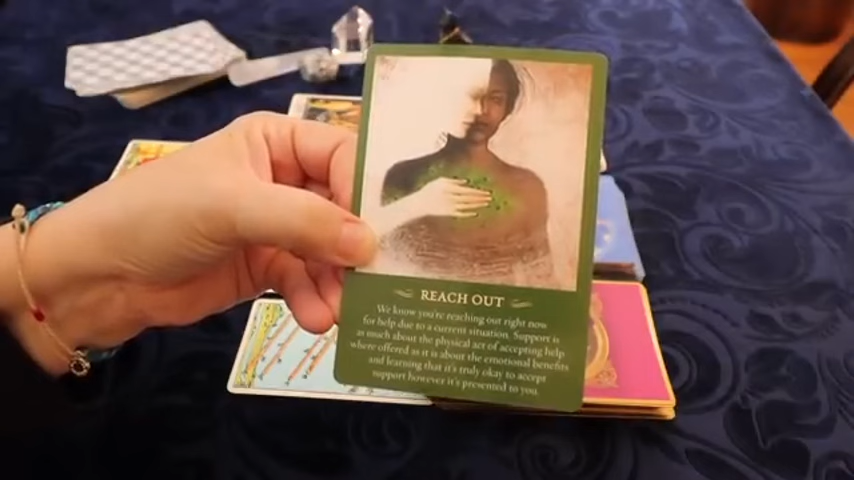 REACH OUT
We know you're reaching out right now
for help due to a current situation. Support is
as much about the physical act of accepting help
where offered as it is about the emotional benefits
and learning that it's truly okay to accept
support however it's presented to you.